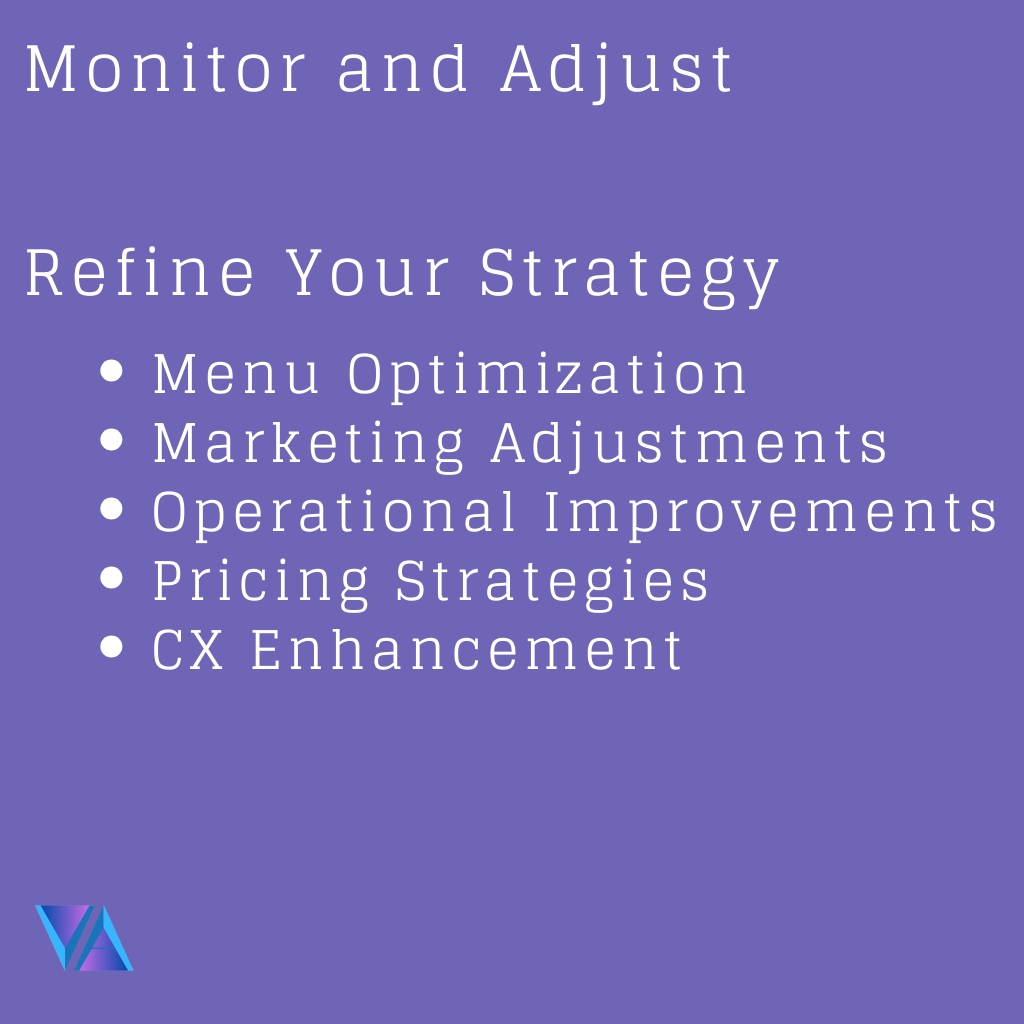 Monitor and Adjust
Refine Your Strategy
Menu Optimization
Marketing Adjustments
Operational Improvements
Pricing Strategies
CX Enhancement
VA